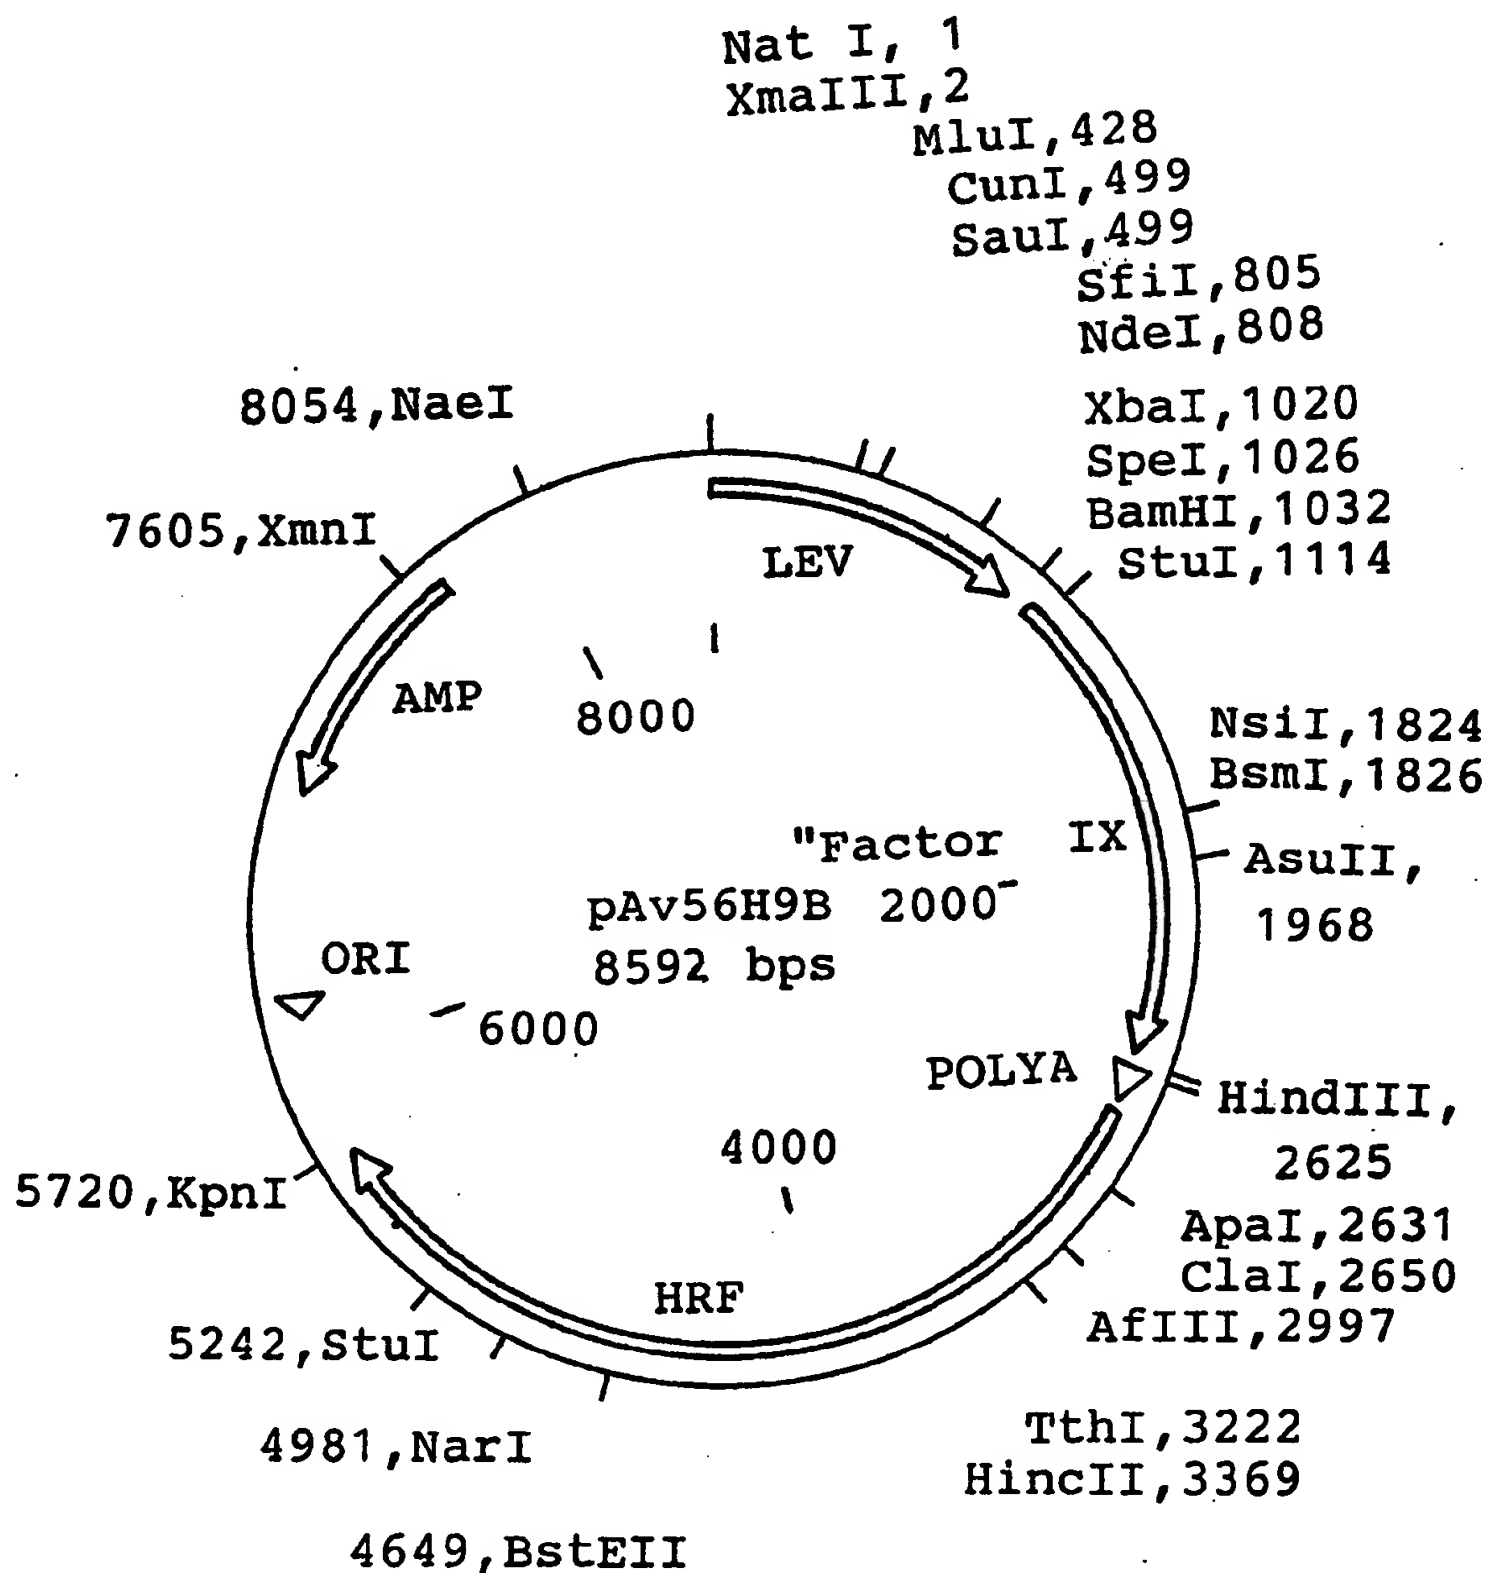 Nat I, 1
XmaIII,2
MluI,428
CunI,499
SauI,499
SfiI,805
NdeI,808
8054,NaeI
XbaI,1020
SpeI,1026
BamHI,1032
StuI,1114
7605,XmnI
LEV
AMP
8000
NsiI,1824
BsmI,1826
"Factor IX
AsuII,
1968
pAv56H9B
2000
8592 bps
ORI
6000
POLYA
HindIII,
2625
4000
5720,KpnI
ApaI,2631
ClaI,2650
AfIII,2997
HRF
5242,StuI
TthI,3222
4981,NarI
HincII,3369
4649,BstEII